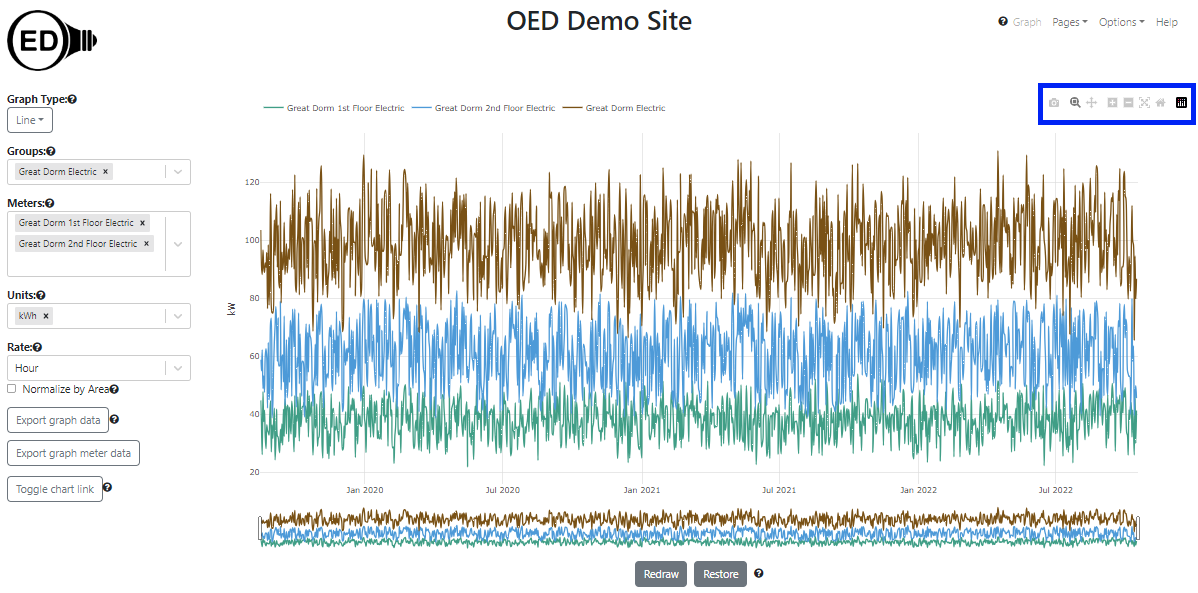 ED
OED Demo Site
Graph Pages Options Help
Graph Type:
Line
Groups:
Great Dorm Electric ×
Meters:
Great Dorm 1st Floor Electric ×
Great Dorm 2nd Floor Electric ×
Units:
kWh ×
Rate:
Hour
Normalize by Area
Export graph data
Export graph meter data
Toggle chart link
Great Dorm 1st Floor Electric Great Dorm 2nd Floor Electric Great Dorm Electric
kW
120
100
80
60
40
20
Jan 2020 Jul 2020 Jan 2021 Jul 2021 Jan 2022 Jul 2022
Redraw Restore